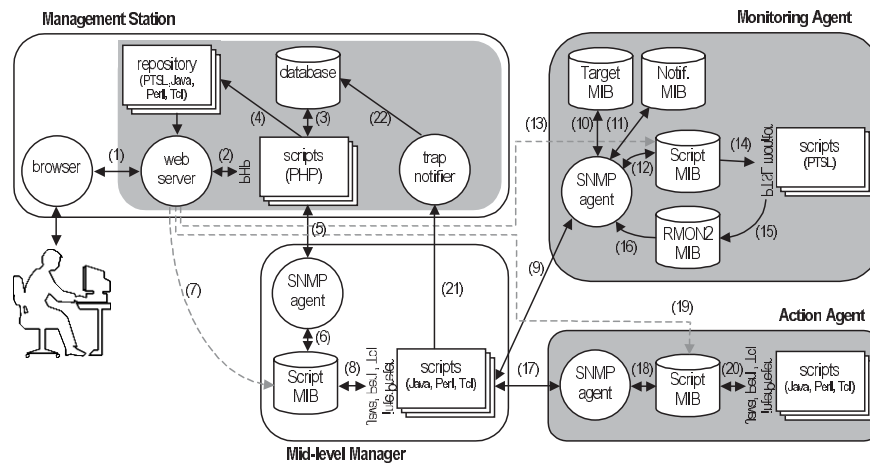 Management Station
Monitoring Agent
repository
(PTSL,Java,
Perl, Tcl)
database
(4)
(3)
(22)
browser
(1)
web
server
(2)
PHP
scripts
(PHP)
trap
notifier
Target
MIB
Notif.
MIB
(13)
(10)
(11)
SNMP
agent
(12)
Script
MIB
(14)
scripts
(PTSL)
(16)
RMON2
MIB
(15)
(5)
(7)
SNMP
agent
(6)
Script
MIB
(8)
scripts
(Java, Perl, Tcl)
(21)
(9)
(17)
Mid-level Manager
(19)
Action Agent
SNMP
agent
(18)
Script
MIB
(20)
scripts
(Java, Perl, Tcl)